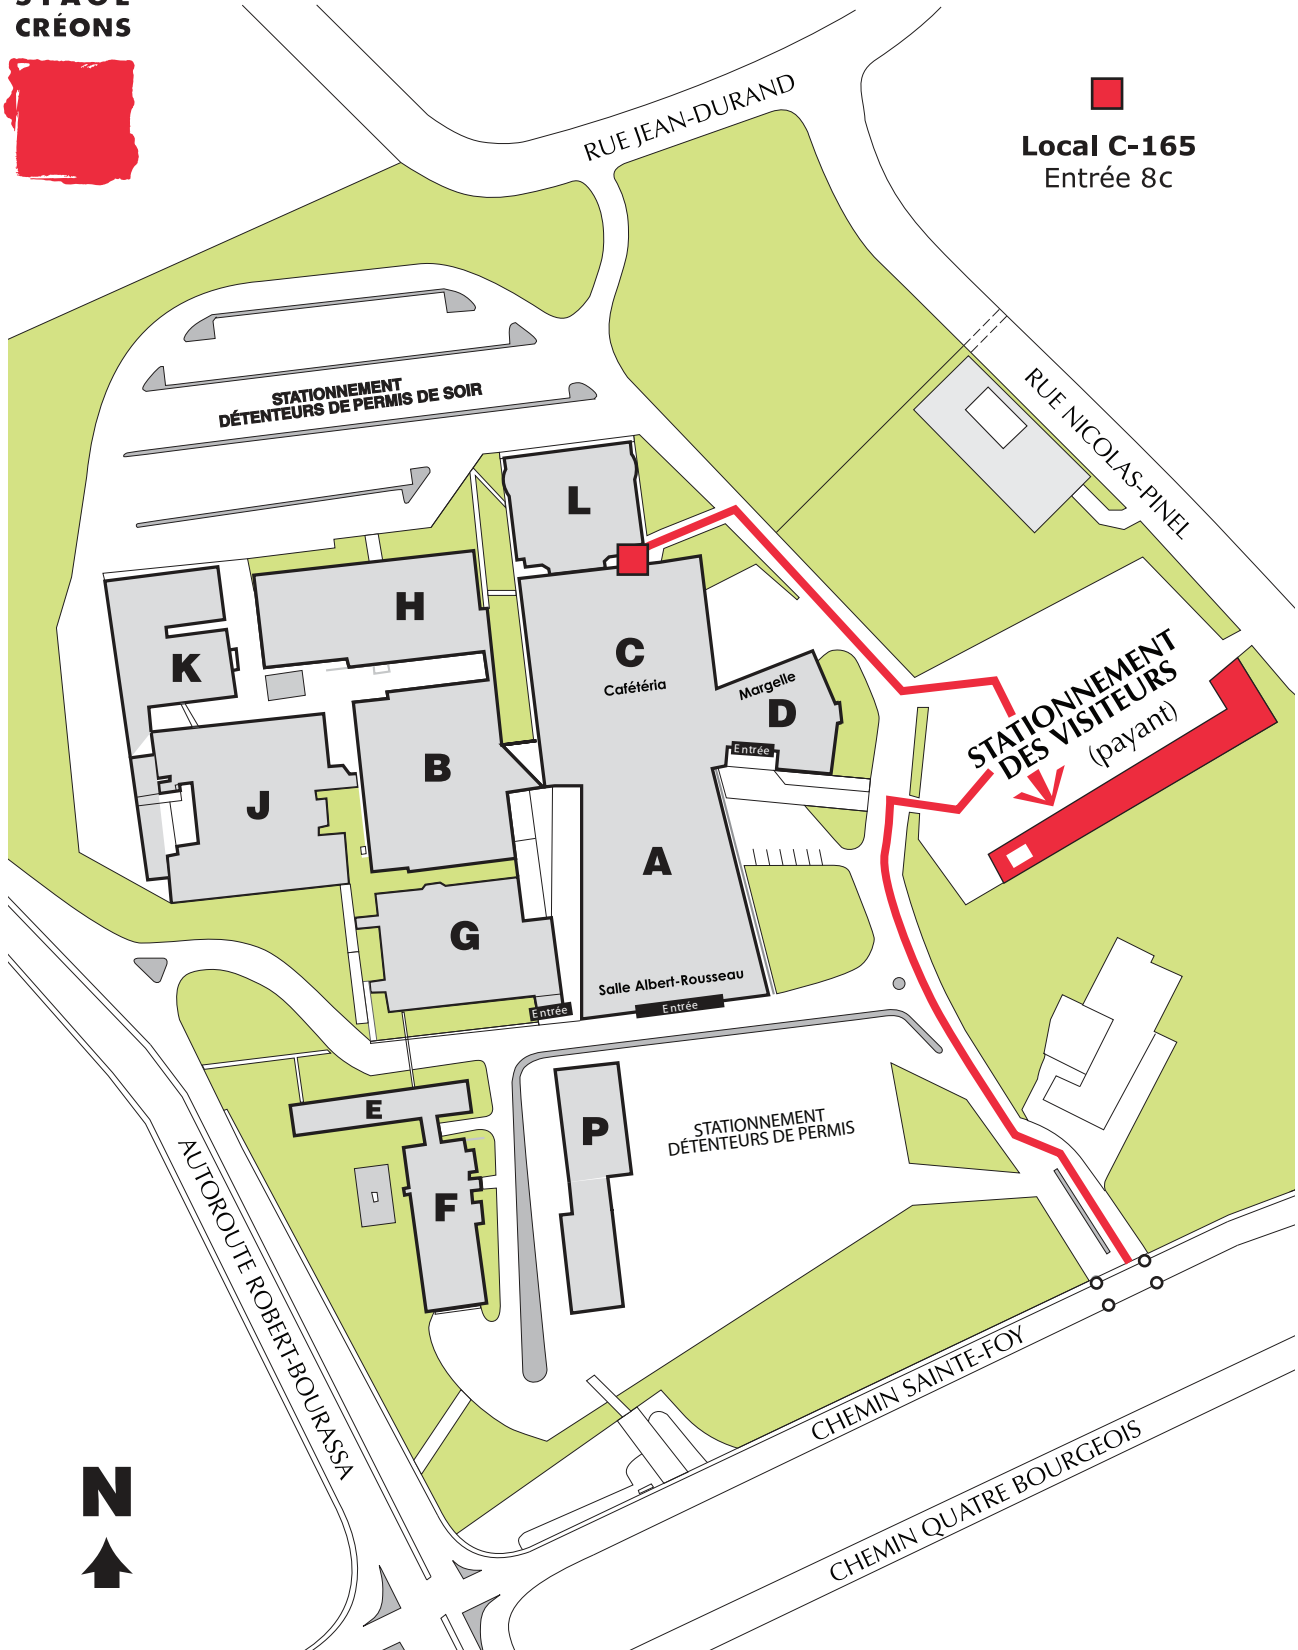 CRÉONS
RUE JEAN-DURAND
Local C-165
Entrée 8c
STATIONNEMENT
DÉTENTEURS DE PERMIS DE SOIR
RUE NICOLAS-PINEL
L
H
K
C
Cafétéria
Margelle
D
Entrée
STATIONNEMENT
DES VISITEURS
(payant)
B
J
A
G
Salle Albert-Rousseau
Entrée
Entrée
E
P
STATIONNEMENT
DÉTENTEURS DE PERMIS
F
AUTOROUTE ROBERT-BOURASSA
CHEMIN SAINTE-FOY
CHEMIN QUATRE BOURGEOIS
N